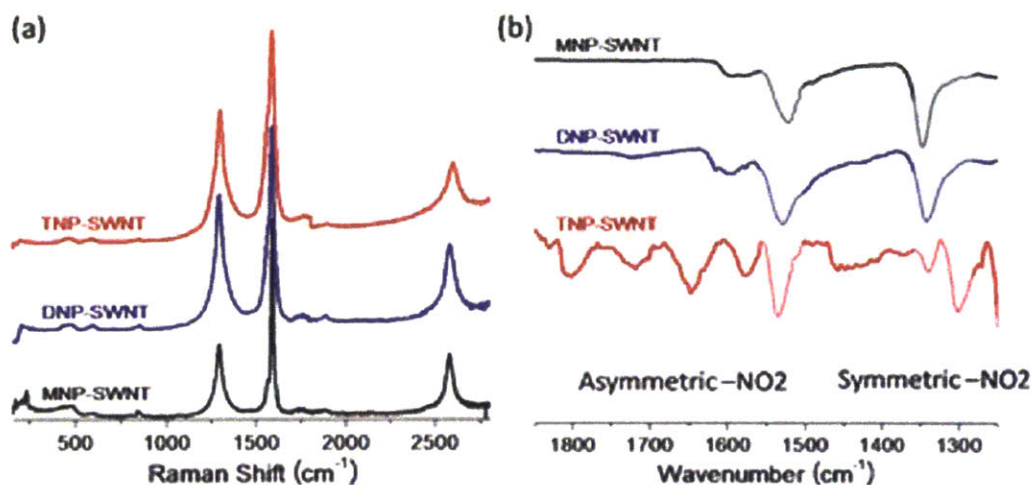 (a)
TNP-SWNT
DNP-SWNT
MNP-SWNT
500 1000 1500 2000 2500
Raman Shift (cm-1)
(b)
MNP-SWNT
DNP-SWNT
TNP-SWNT
Asymmetric –NO2 Symmetric –NO2
1800 1700 1600 1500 1400 1300
Wavenumber (cm-1)